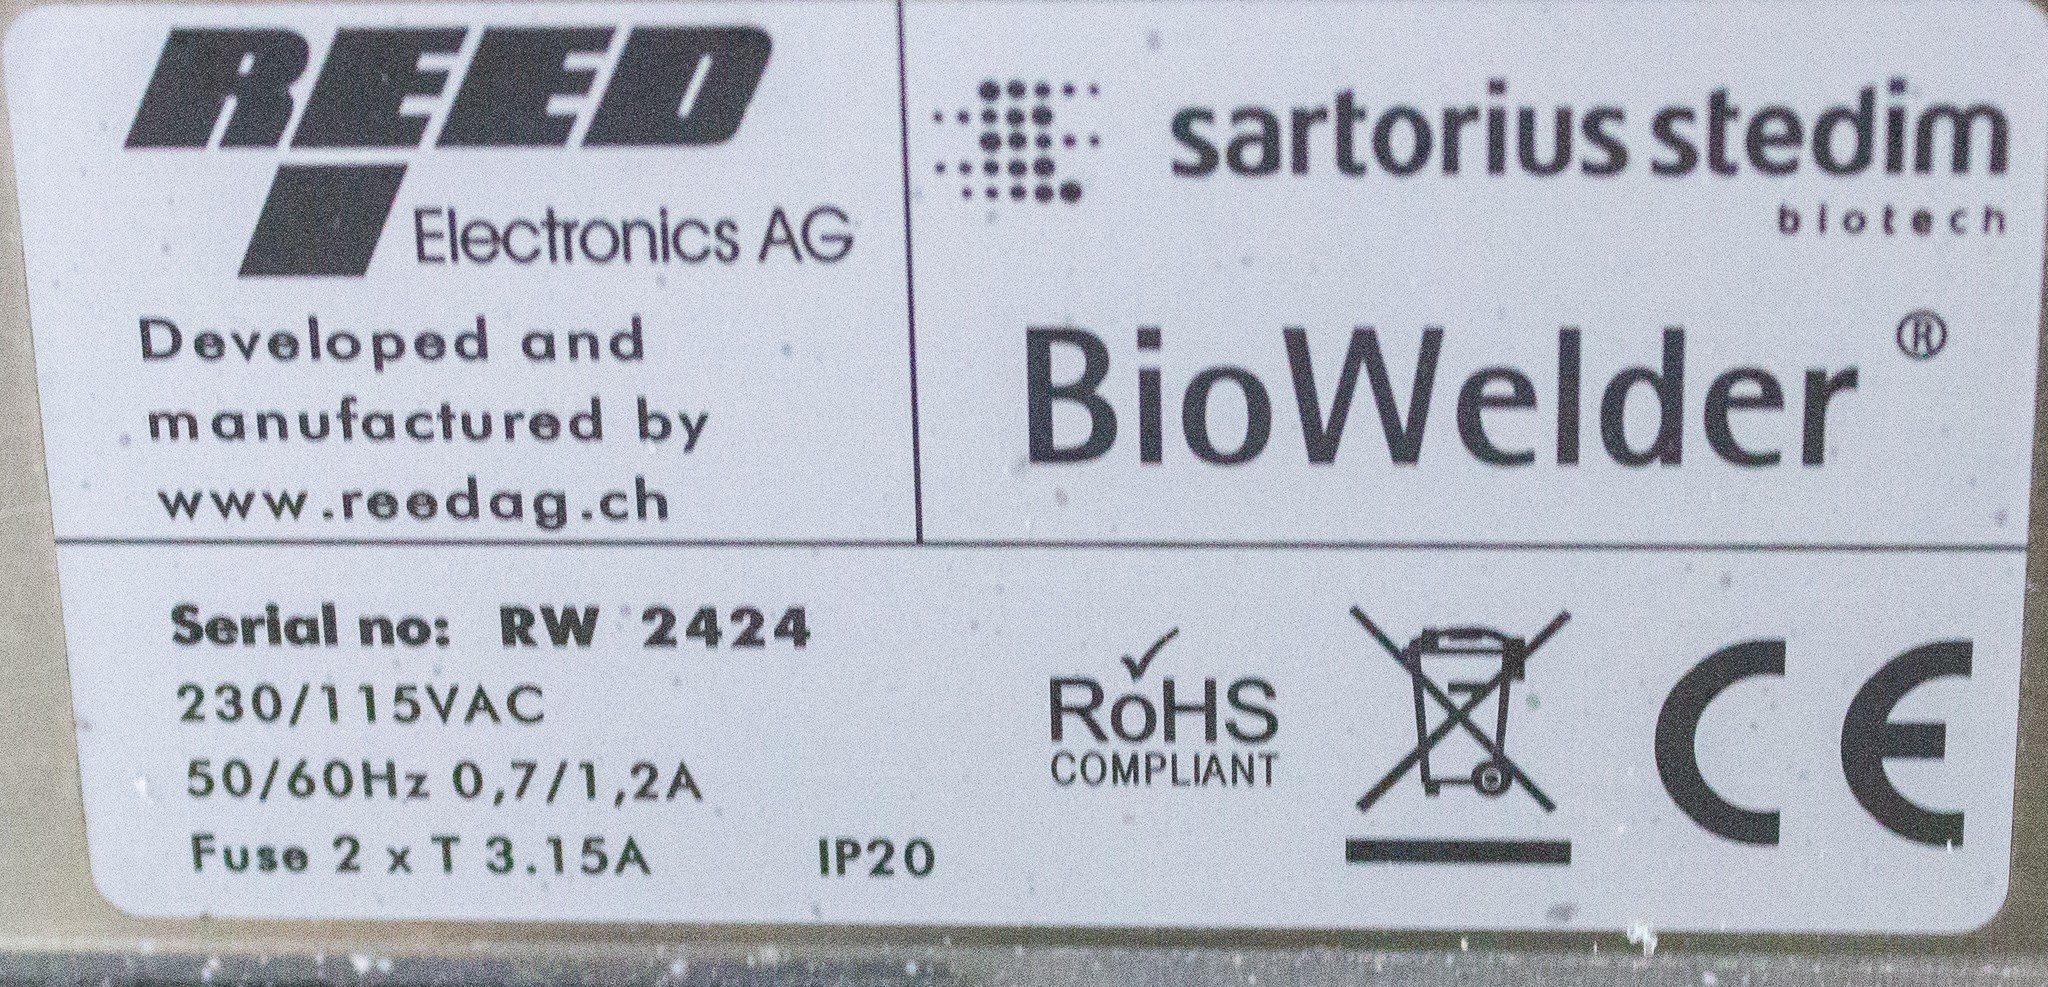 REED
Electronics AG
Developed and
manufactured by
www.reedag.ch
sartorius stedim
biotech
BioWelder ®
Serial no: RW 2424
230/115VAC
50/60Hz 0,7/1,2A
Fuse 2 x T 3.15A IP20
RoHS
COMPLIANT
CE